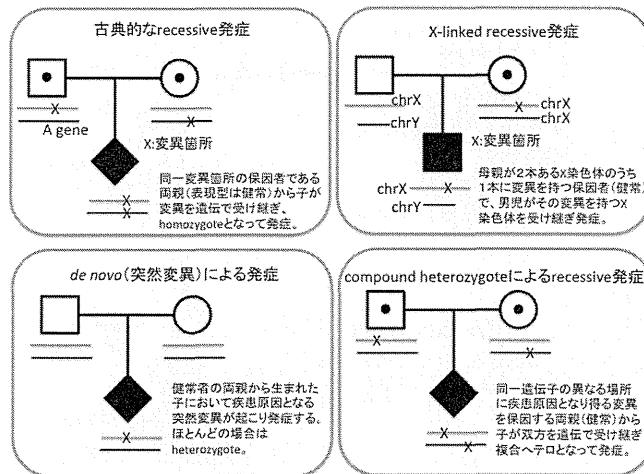 古典的なrecessive発症
A gene
X:変異箇所
同一変異箇所の保因者である
両親(表現型は健常)から子が
変異を遺伝で受け継ぎ、
homozygoteとなって発症。
X-linked recessive発症
chrX
chrY
chrX
chrX
X:変異箇所
chrX
chrY
母親が2本あるX染色体のうち
1本に変異を持つ保因者(健常)
で、男児がその変異を持つX
染色体を受け継ぎ発症。
de novo(突然変異)による発症
健常者の両親から生まれた
子において疾患原因となる
突然変異が起こり発症する。
ほとんどの場合は
heterozygote。
compound heterozygoteによるrecessive発症
同一遺伝子の異なる場所
に疾患原因となり得る変異
を保因する両親(健常)から
子が双方を遺伝で受け継ぎ
複合ヘテロとなって発症。